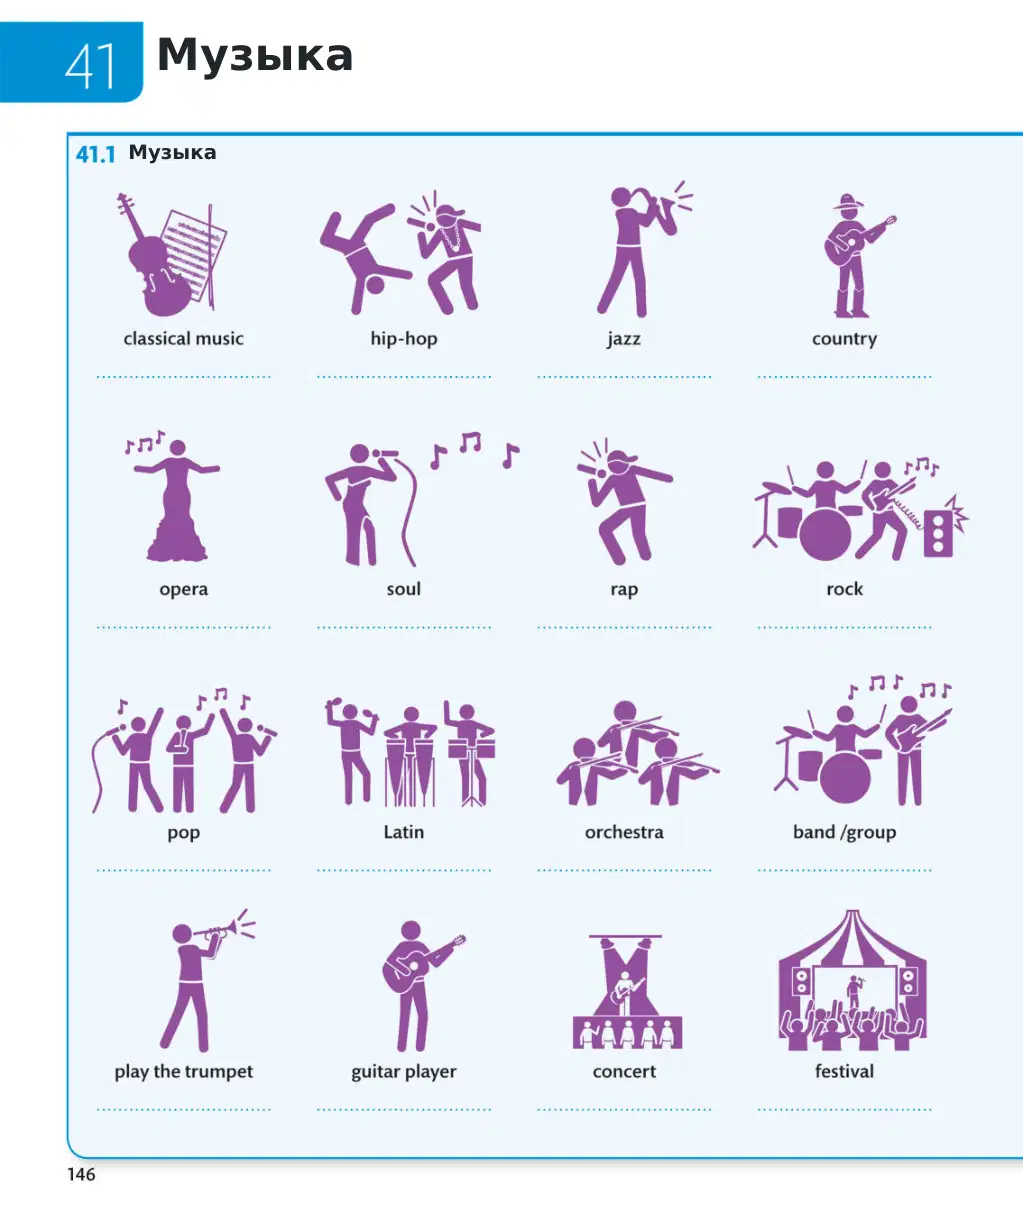 41 Музыка
41.1 Музыка
classical music hip-hop jazz country
opera soul rap rock
pop Latin orchestra band /group
play the trumpet guitar player concert festival
146